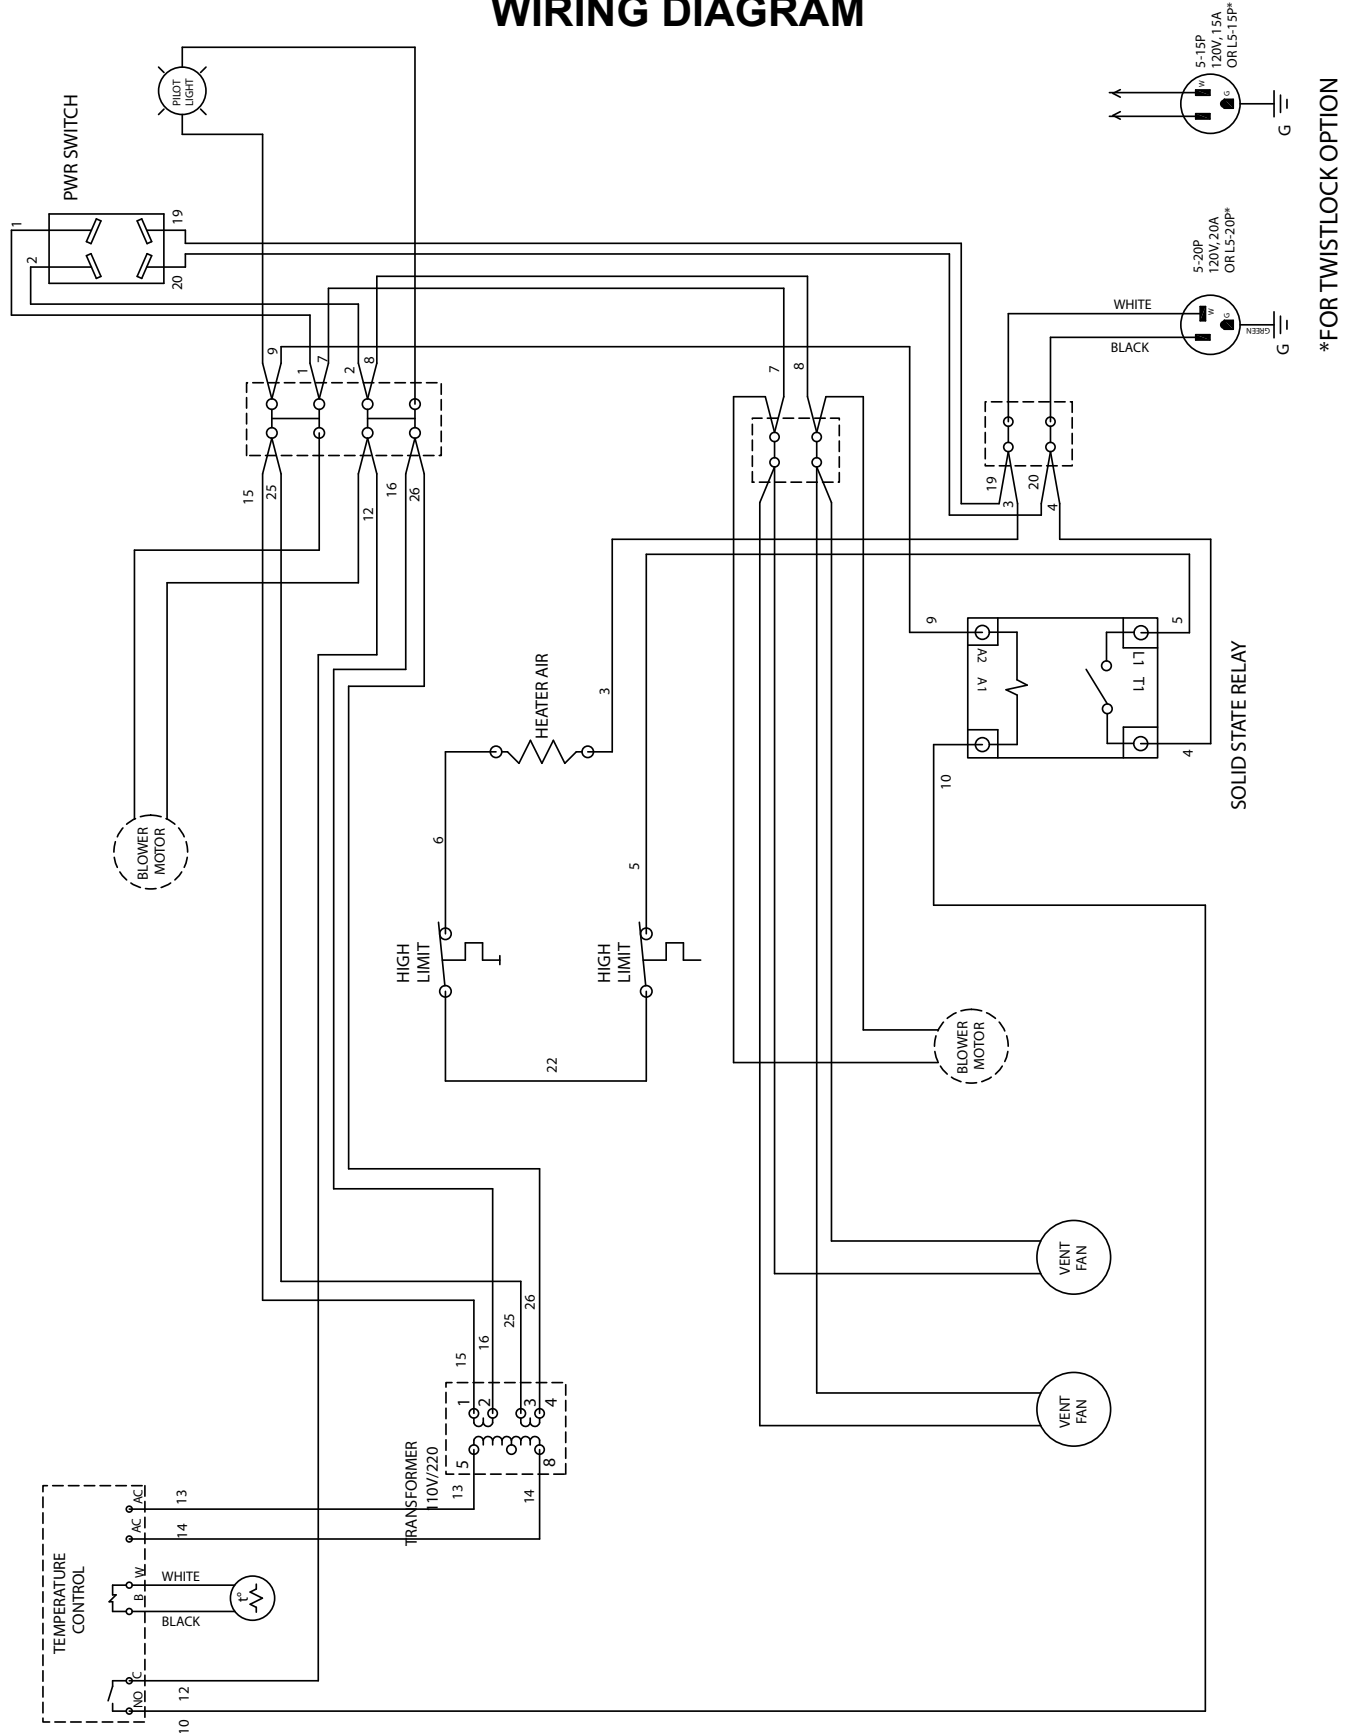 WIRING DIAGRAM
PILOT
LIGHT
PWR SWITCH
1
2
19
20
5-15P
120V, 15A
OR L5-15P*
W
G
G
5-20P
120V, 20A
OR L5-20P*
W
G
GREEN
G
*FOR TWISTLOCK OPTION
WHITE
BLACK
9
1
7
2
8
7
8
15
25
12
16
26
19
3
20
4
BLOWER
MOTOR
HEATER AIR
3
6
5
HIGH
LIMIT
HIGH
LIMIT
22
9
A2 A1
L1 T1
5
10
4
SOLID STATE RELAY
BLOWER
MOTOR
VENT
FAN
VENT
FAN
15
16
25
26
1
2
3
4
5
8
13
14
TRANSFORMER
110V/220
TEMPERATURE
CONTROL
AC
AC
W
B
C
NO
13
14
WHITE
BLACK
t°
12
10